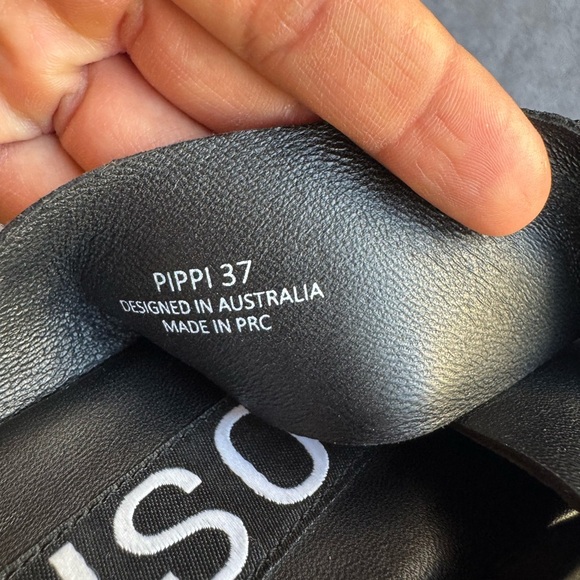 PIPPI 37
DESIGNED IN AUSTRALIA
MADE IN PRC